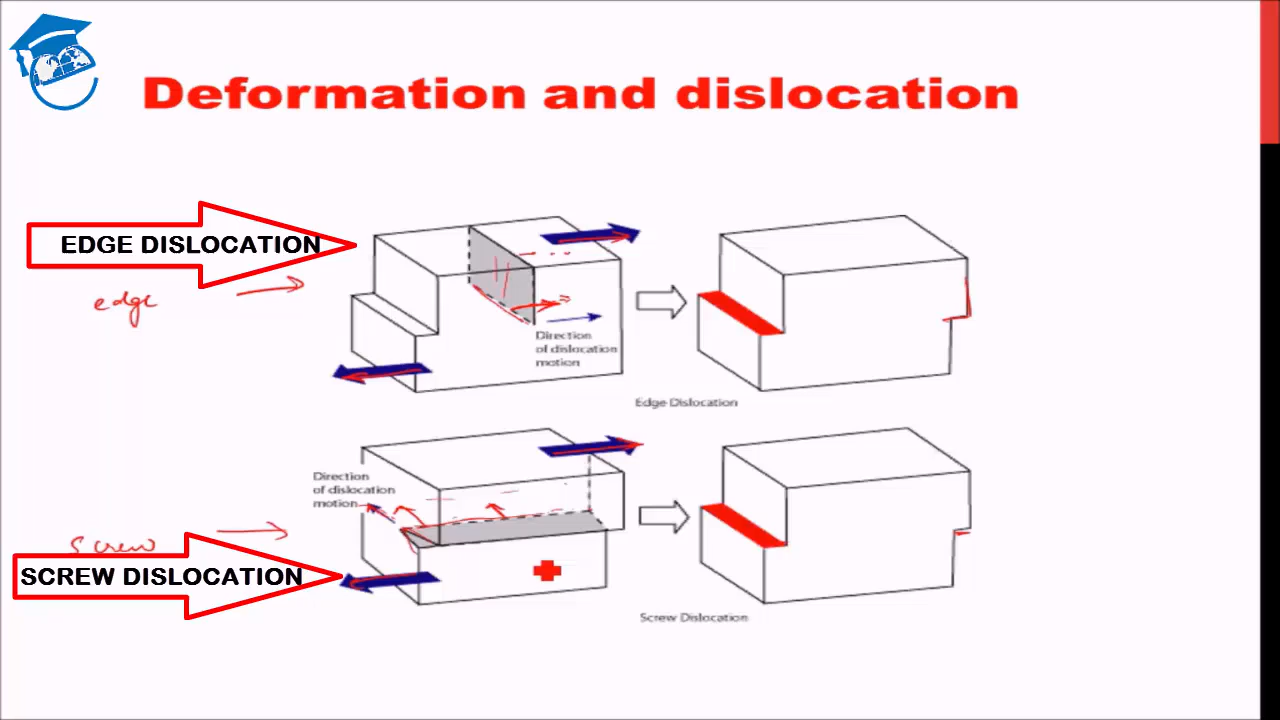 Deformation and dislocation
EDGE DISLOCATION
edge
Direction
of dislocation
motion
Edge Dislocation
Direction
of dislocation
motion
screw
SCREW DISLOCATION
Screw Dislocation